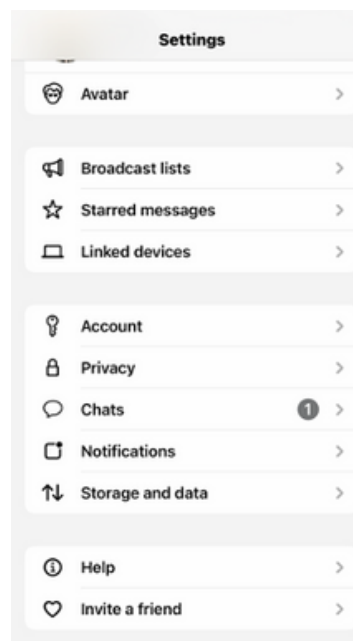 Settings
Avatar
Broadcast lists
Starred messages
Linked devices
Account
Privacy
Chats 1
Notifications
Storage and data
Help
Invite a friend